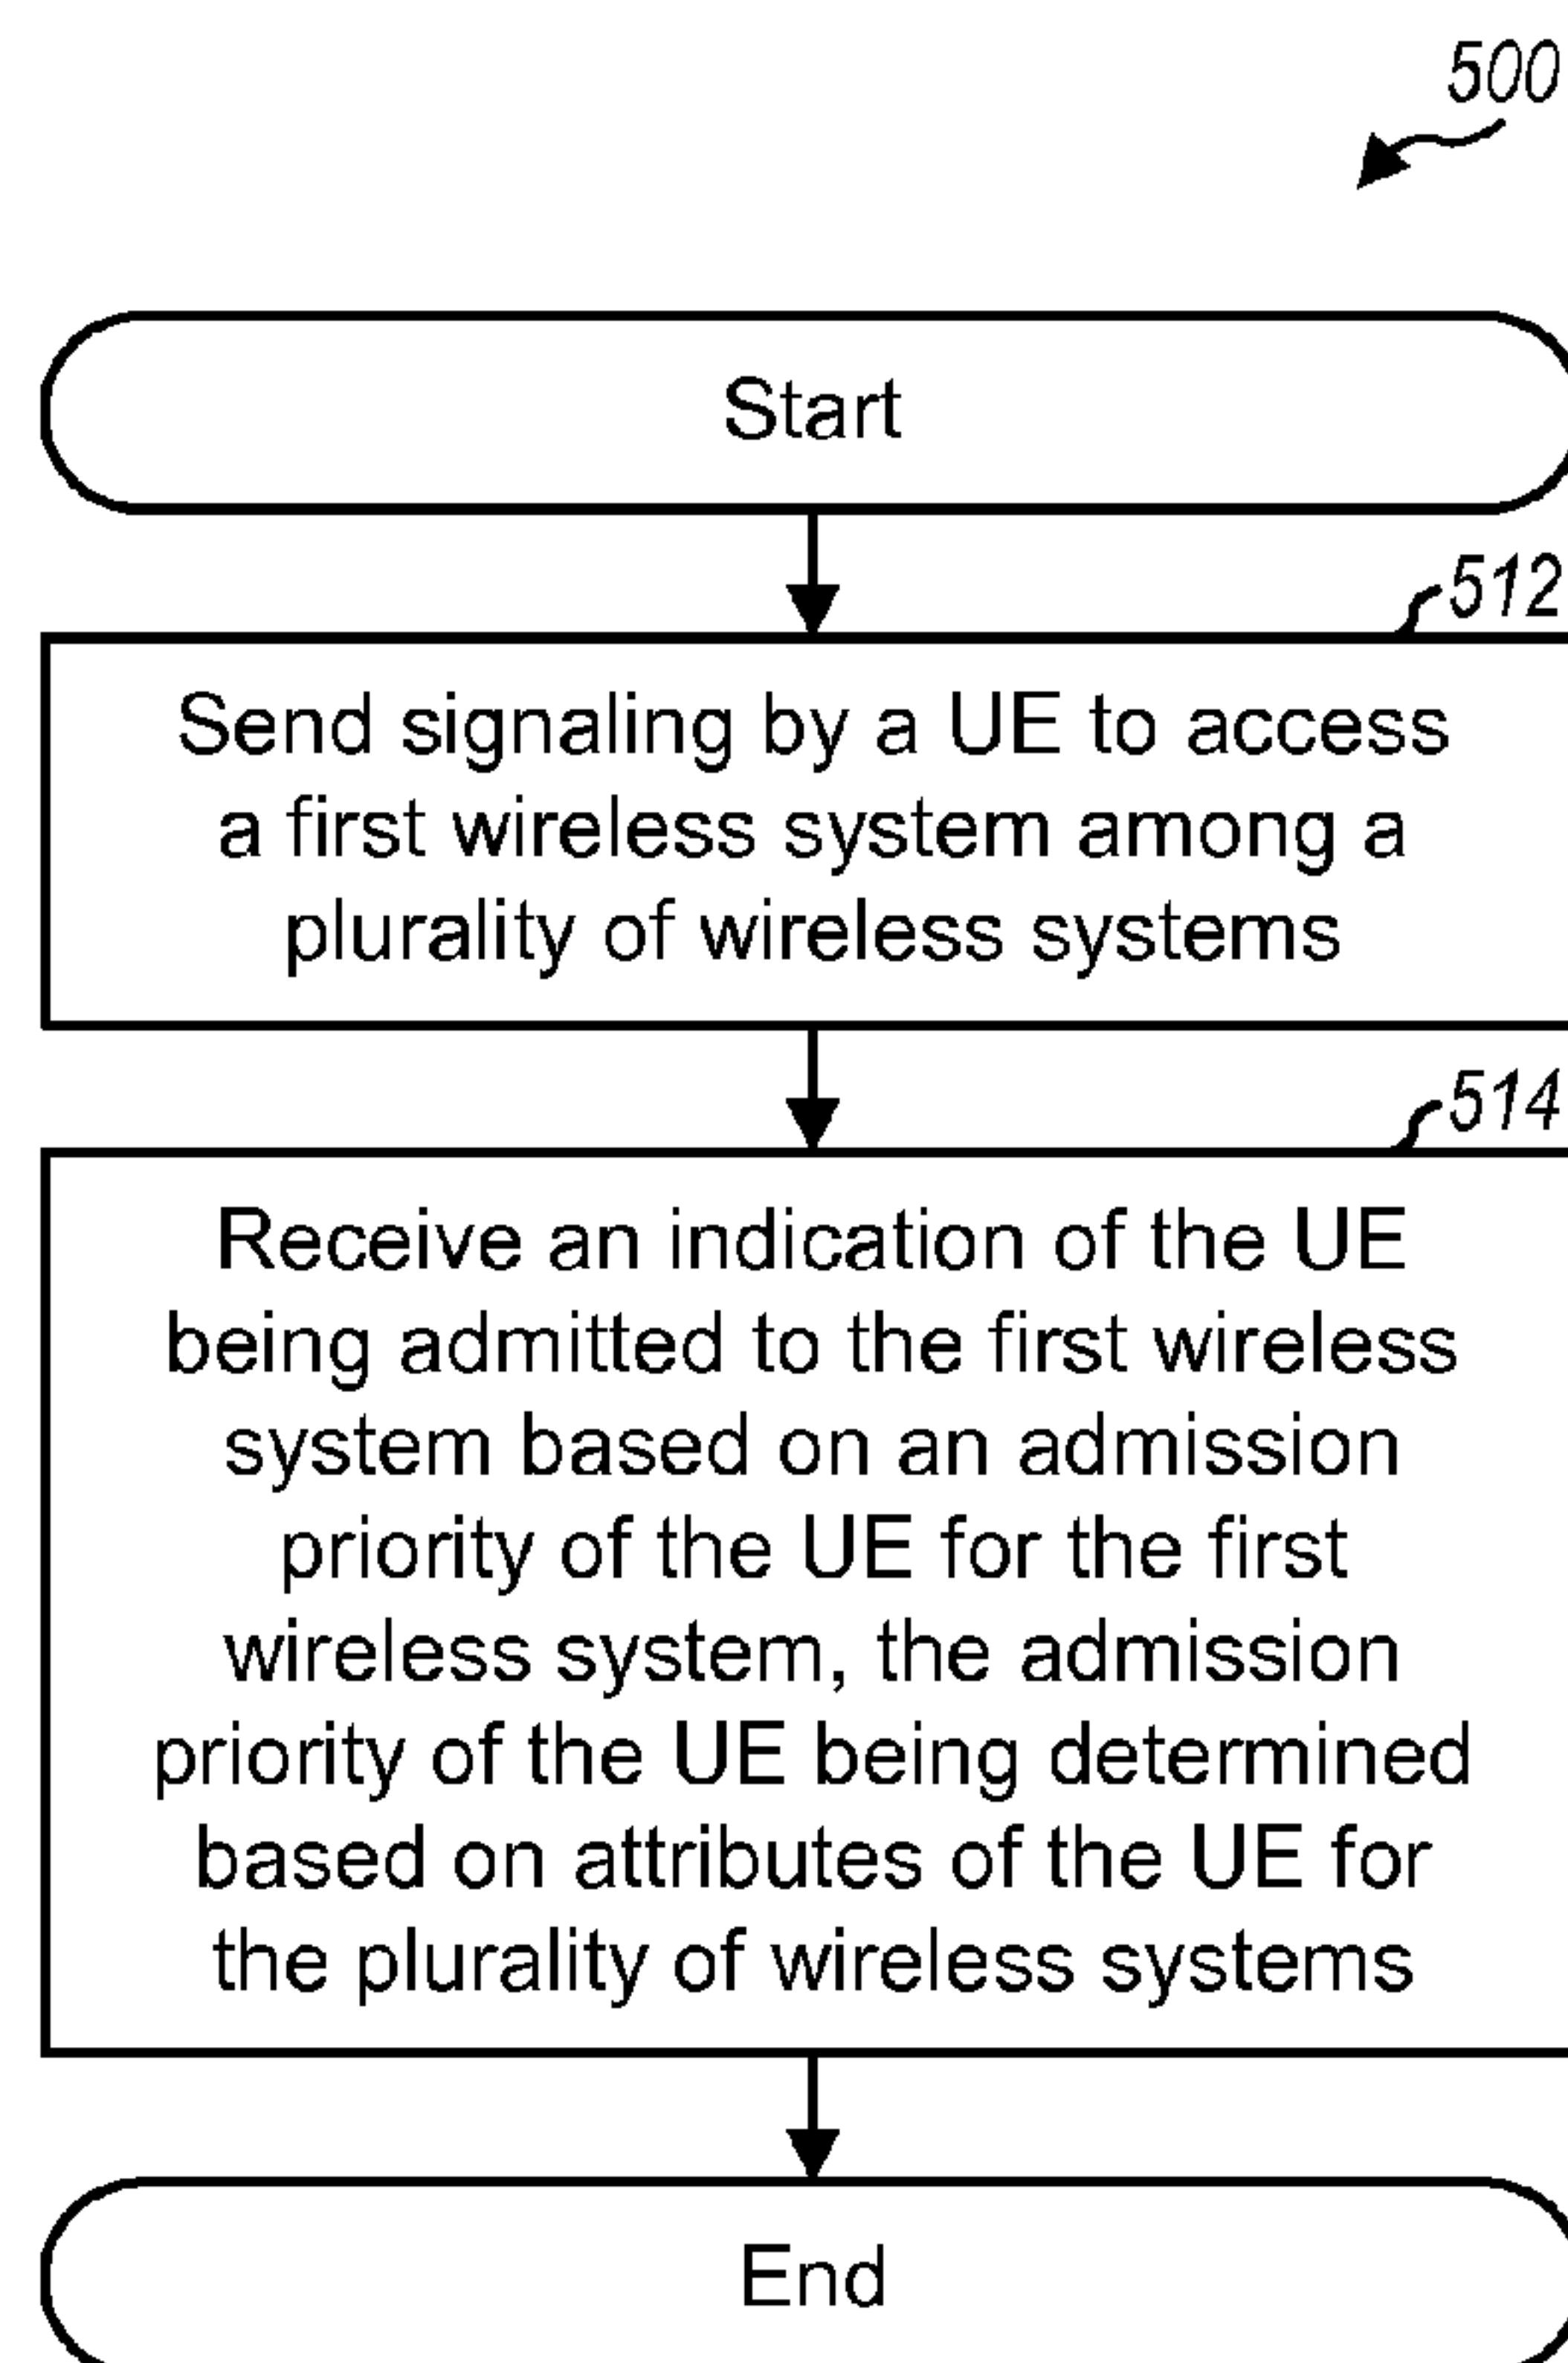 500
Start
512
Send signaling by a UE to access
a first wireless system among a
plurality of wireless systems
514
Receive an indication of the UE
being admitted to the first wireless
system based on an admission
priority of the UE for the first
wireless system, the admission
priority of the UE being determined
based on attributes of the UE for
the plurality of wireless systems
End